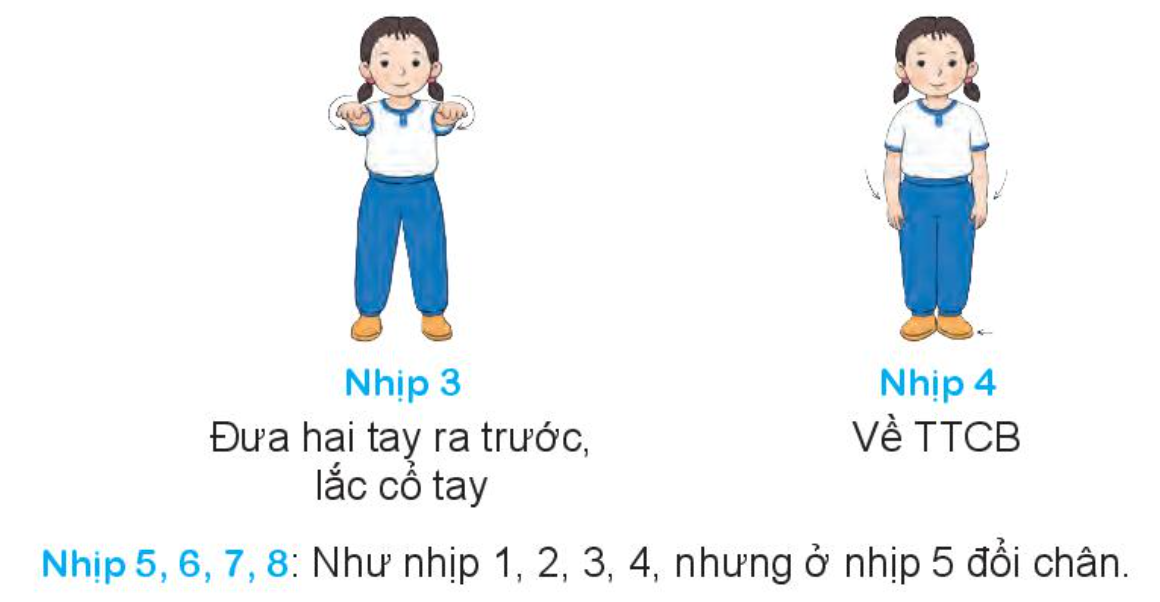 Nhịp 3
Đưa hai tay ra trước,
lắc cổ tay
Nhịp 4
Về TTCB
Nhịp 5, 6, 7, 8: Như nhịp 1, 2, 3, 4, nhưng ở nhịp 5 đổi chân.